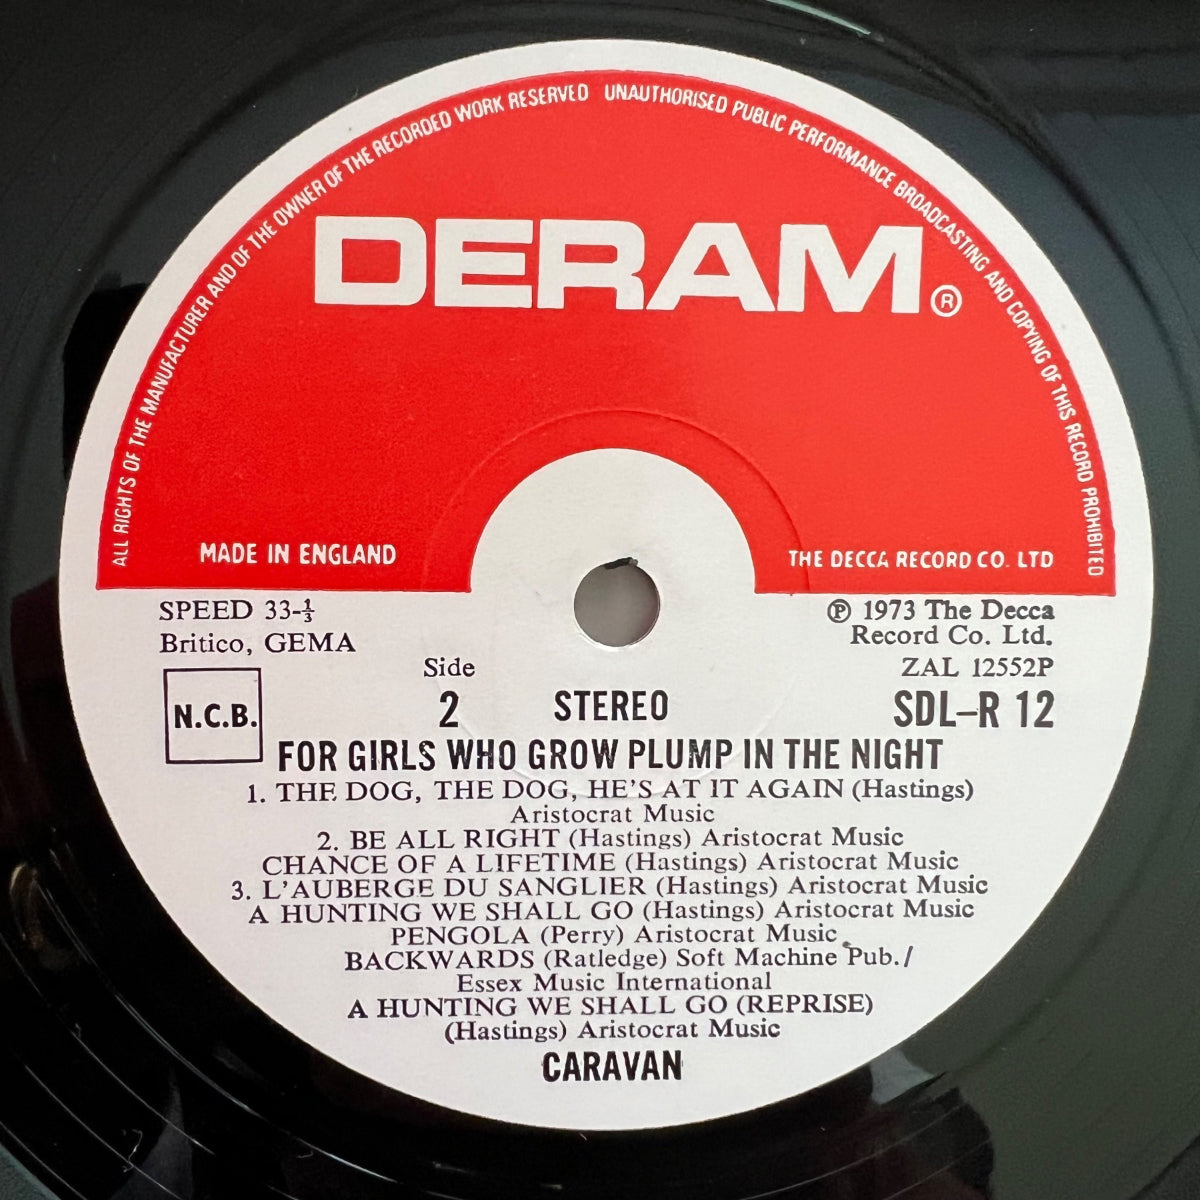 ALL RIGHTS OF THE MANUFACTURER AND OF THE OWNER OF THE RECORDED WORK RESERVED UNAUTHORISED PUBLIC PERFORMANCE BROADCASTING AND COPYING OF THIS RECORD PROHIBITED
DERAM®
MADE IN ENGLAND
THE DECCA RECORD CO. LTD
SPEED 33-⅓
Britico, GEMA
℗ 1973 The Decca
Record Co. Ltd.
ZAL 12552P
N.C.B.
Side
2
STEREO
SDL-R 12
FOR GIRLS WHO GROW PLUMP IN THE NIGHT
1. THE DOG, THE DOG, HE'S AT IT AGAIN (Hastings)
Aristocrat Music
2. BE ALL RIGHT (Hastings) Aristocrat Music
CHANCE OF A LIFETIME (Hastings) Aristocrat Music
3. L'AUBERGE DU SANGLIER (Hastings) Aristocrat Music
A HUNTING WE SHALL GO (Hastings) Aristocrat Music
PENGOLA (Perry) Aristocrat Music
BACKWARDS (Ratledge) Soft Machine Pub./
Essex Music International
A HUNTING WE SHALL GO (REPRISE)
(Hastings) Aristocrat Music
CARAVAN